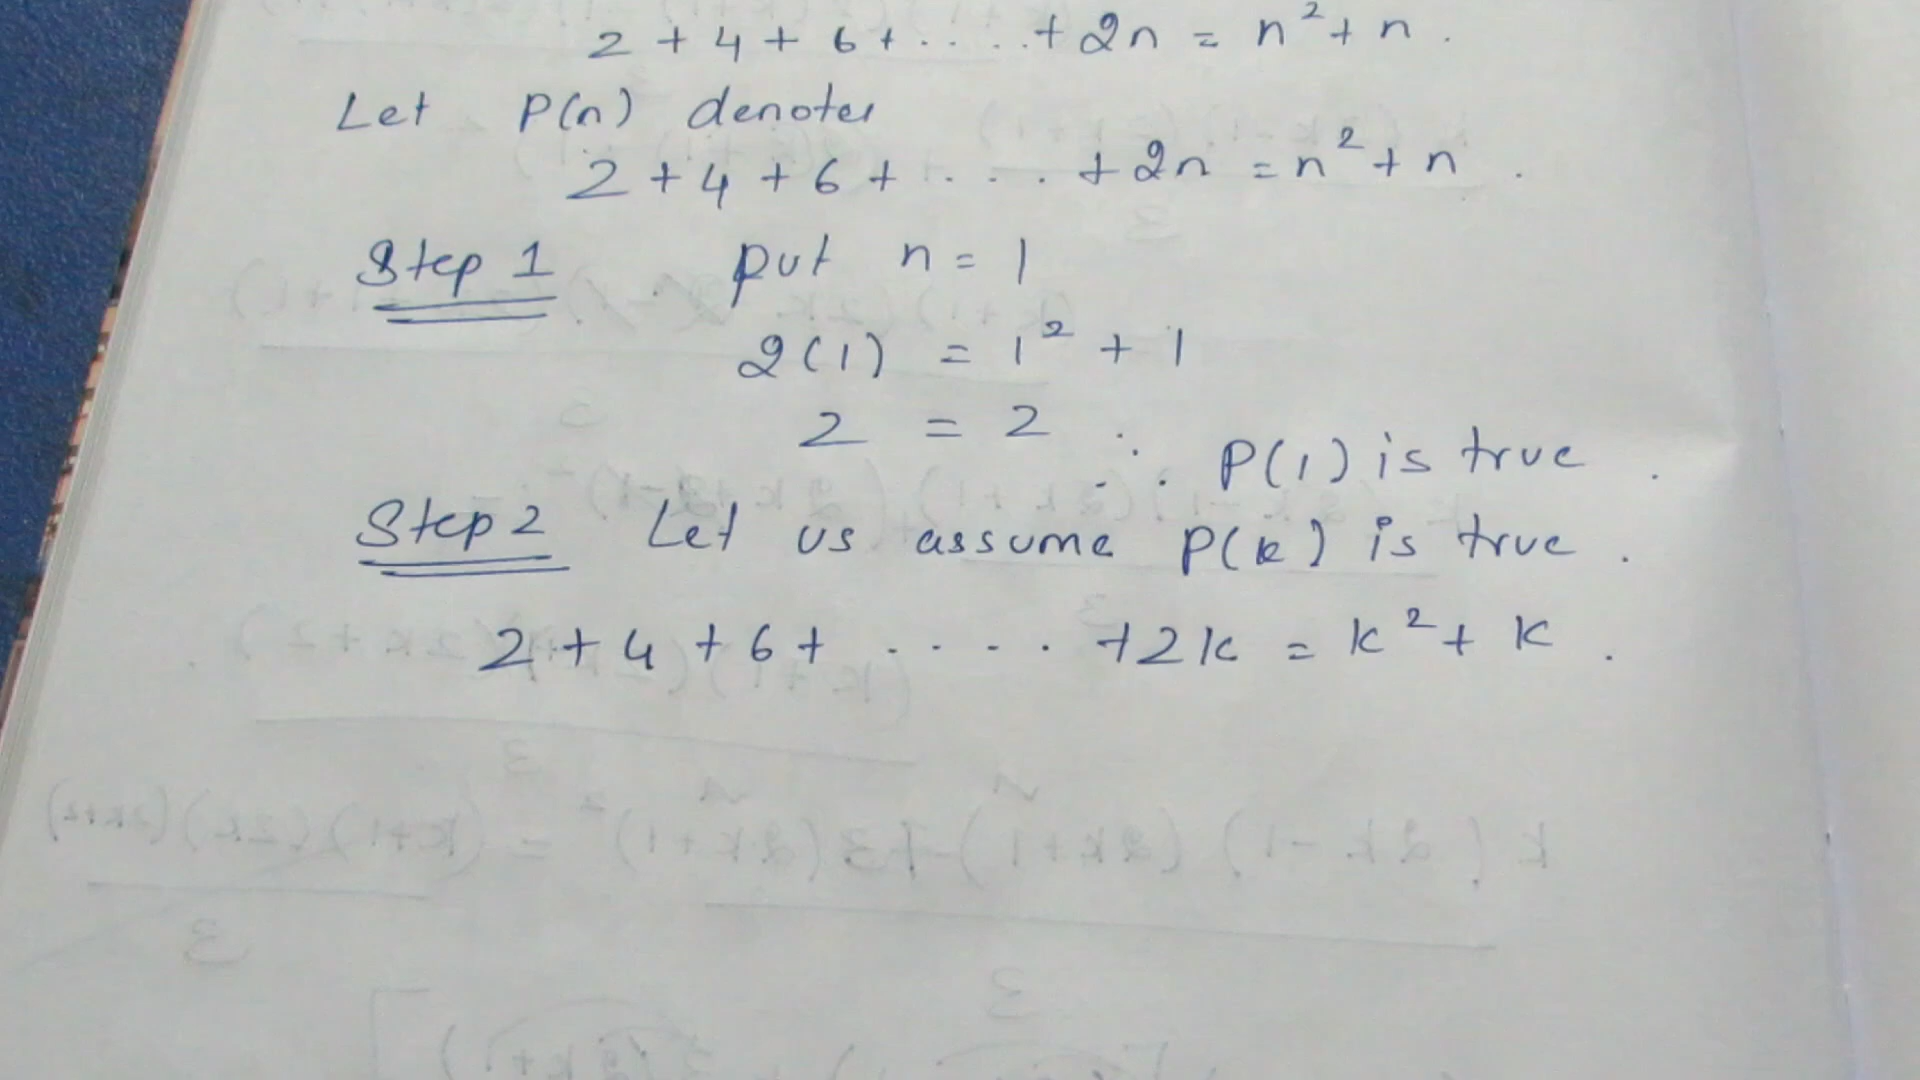 2 + 4 + 6 + ..... + 2n = n² + n .
Let P(n) denotes
2 + 4 + 6 + .... + 2n = n² + n .
Step 1 put n = 1
2(1) = 1² + 1
2 = 2 ∴ P(1) is true .
Step 2 Let us assume P(k) is true .
2 + 4 + 6 + ..... + 2k = k² + k .